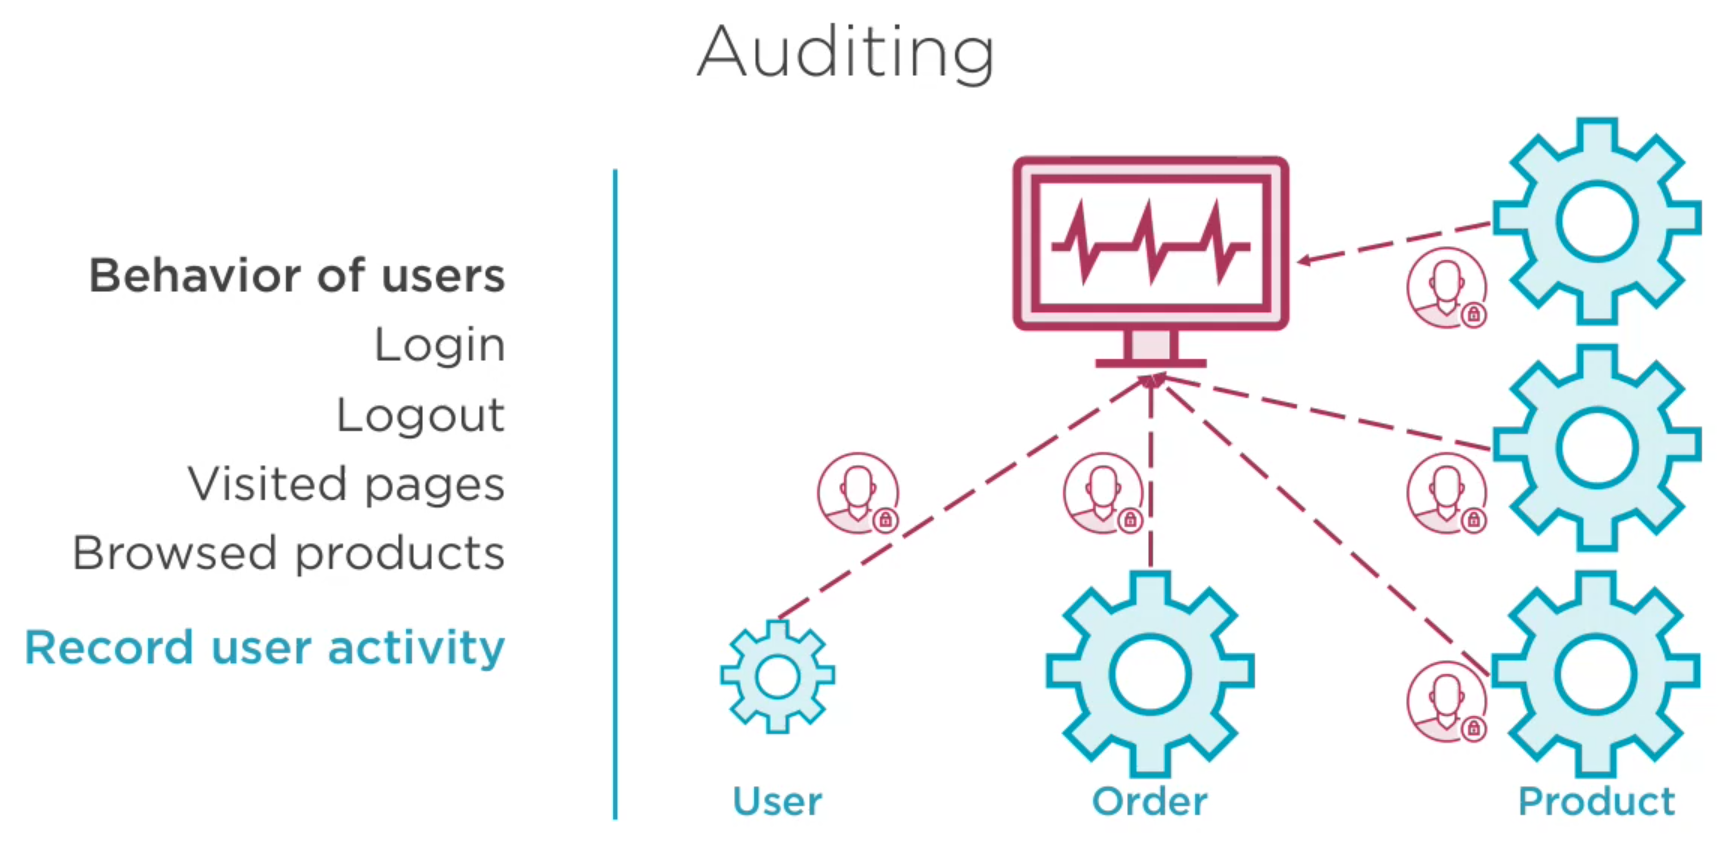 Auditing
Behavior of users
Login
Logout
Visited pages
Browsed products
Record user activity
User
Order
Product